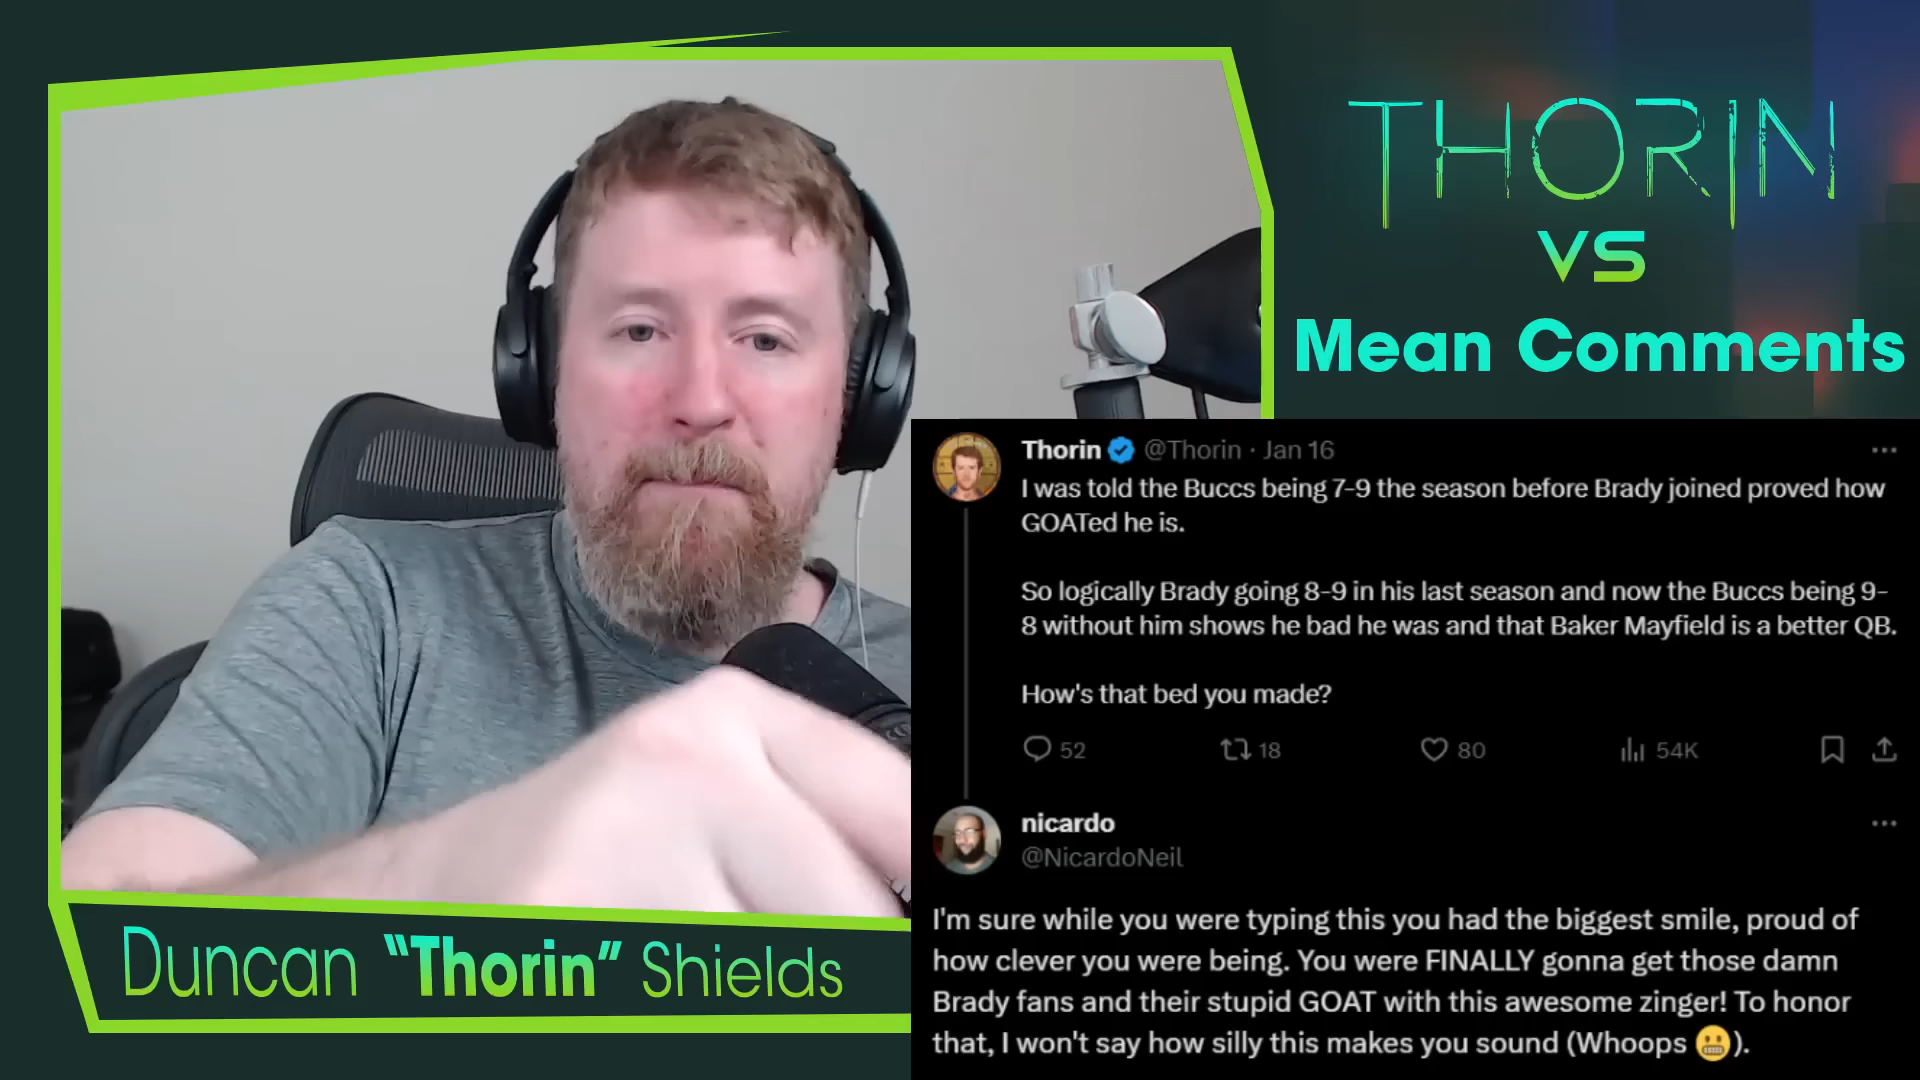 THORIN
VS
Mean Comments
Thorin @Thorin · Jan 16
I was told the Buccs being 7-9 the season before Brady joined proved how
GOATed he is.
So logically Brady going 8-9 in his last season and now the Buccs being 9-
8 without him shows he bad he was and that Baker Mayfield is a better QB.
How's that bed you made?
52 18 80 54K
nicardo
@NicardoNeil
I'm sure while you were typing this you had the biggest smile, proud of
how clever you were being. You were FINALLY gonna get those damn
Brady fans and their stupid GOAT with this awesome zinger! To honor
that, I won't say how silly this makes you sound (Whoops 😬).
Duncan “Thorin” Shields